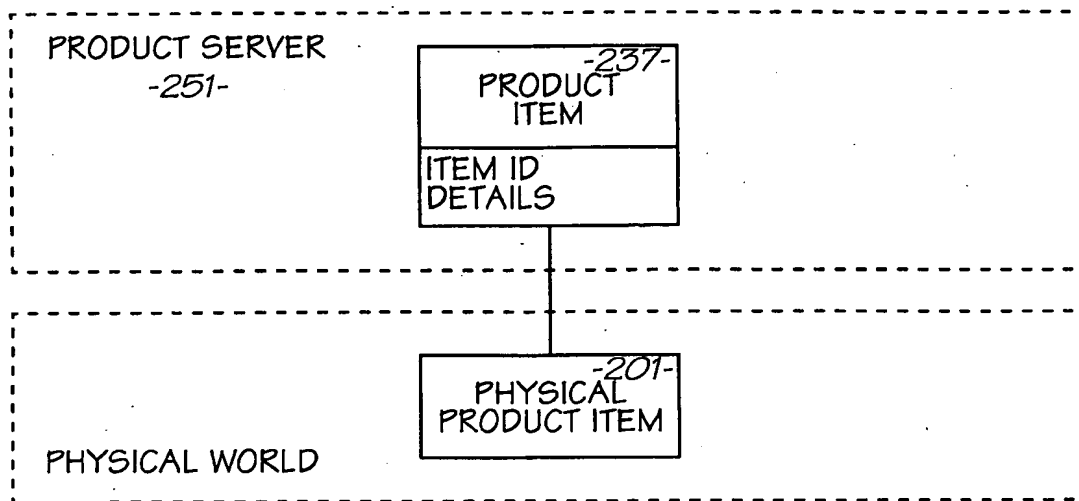 PRODUCT SERVER
-251-
-237-
PRODUCT
ITEM
ITEM ID
DETAILS
-201-
PHYSICAL
PRODUCT ITEM
PHYSICAL WORLD